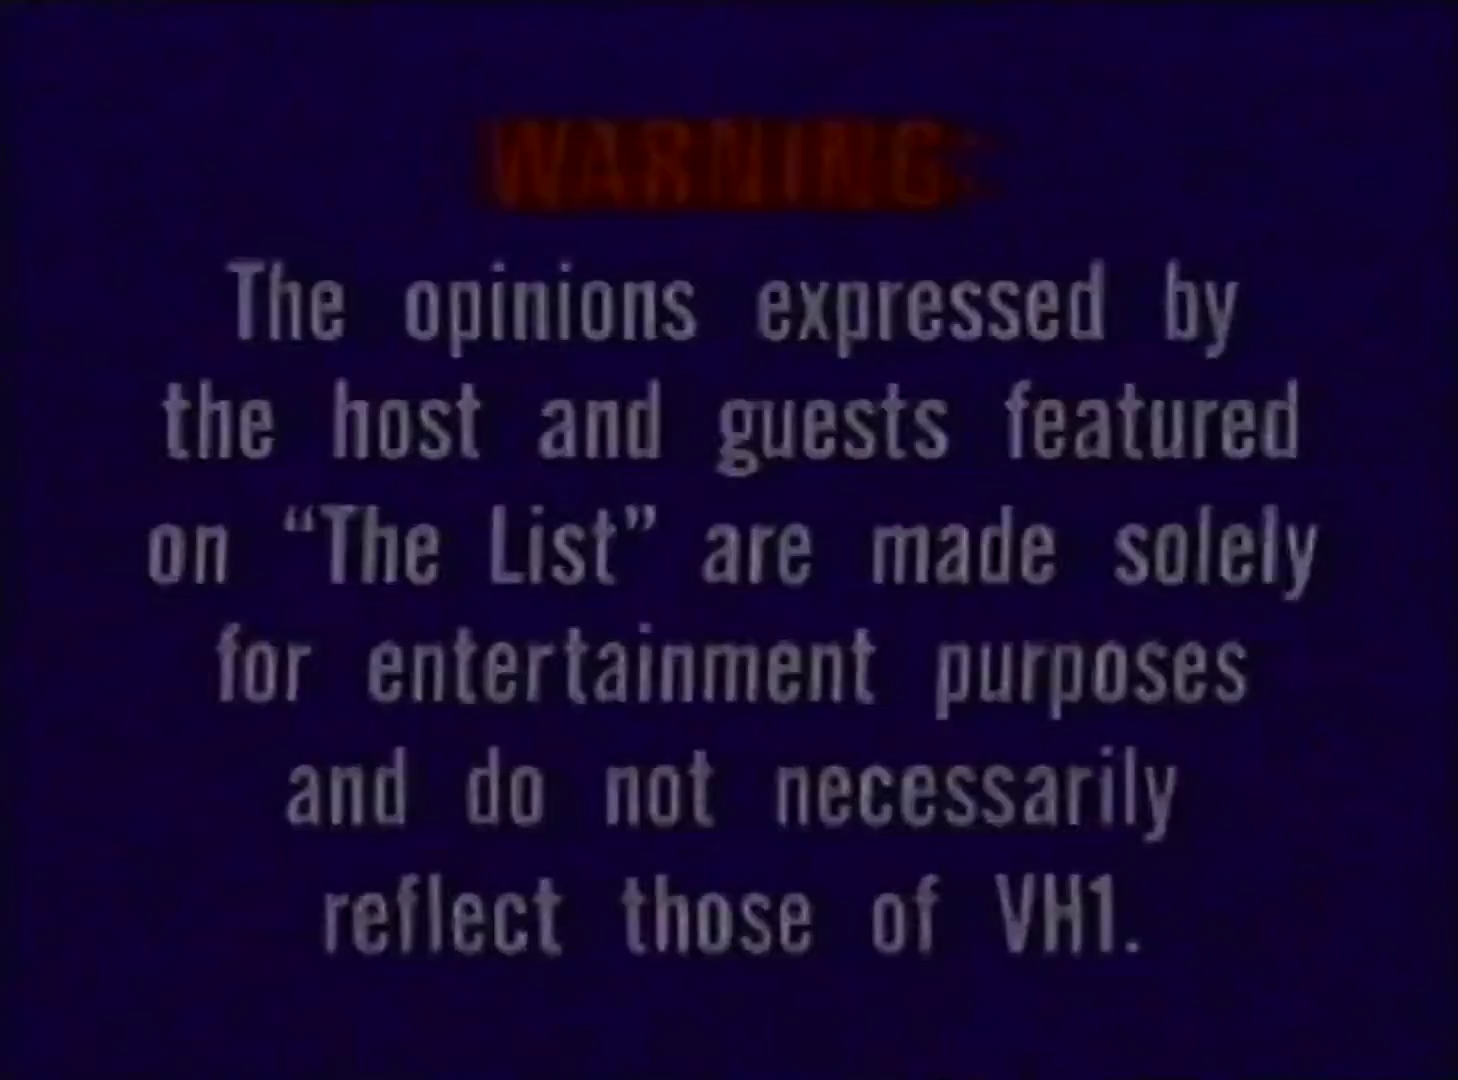 WARNING:
The opinions expressed by
the host and guests featured
on “The List” are made solely
for entertainment purposes
and do not necessarily
reflect those of VH1.